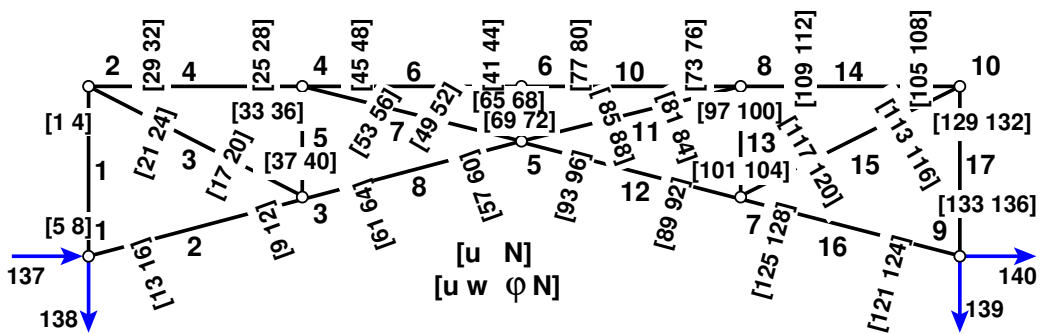 2 4 4 6 6 10 8 14 10
[29 32] [25 28] [45 48] [41 44] [77 80] [73 76] [109 112] [105 108]
[1 4] [33 36] [65 68] [97 100] [129 132]
[21 24] 3 [17 20] 5 [53 56] 7 [49 52] [69 72] [85 88] 11 [81 84] 13 [117 120] 15 [113 116]
1 [37 40] 5 [101 104] 17
8 [57 60] [93 96] 12
[5 8] 1 2 [9 12] 3 [61 64] [89 92] 7 [125 128] 16 9 [133 136]
[13 16] [121 124]
137 [u N] 140
138 [u w φ N] 139